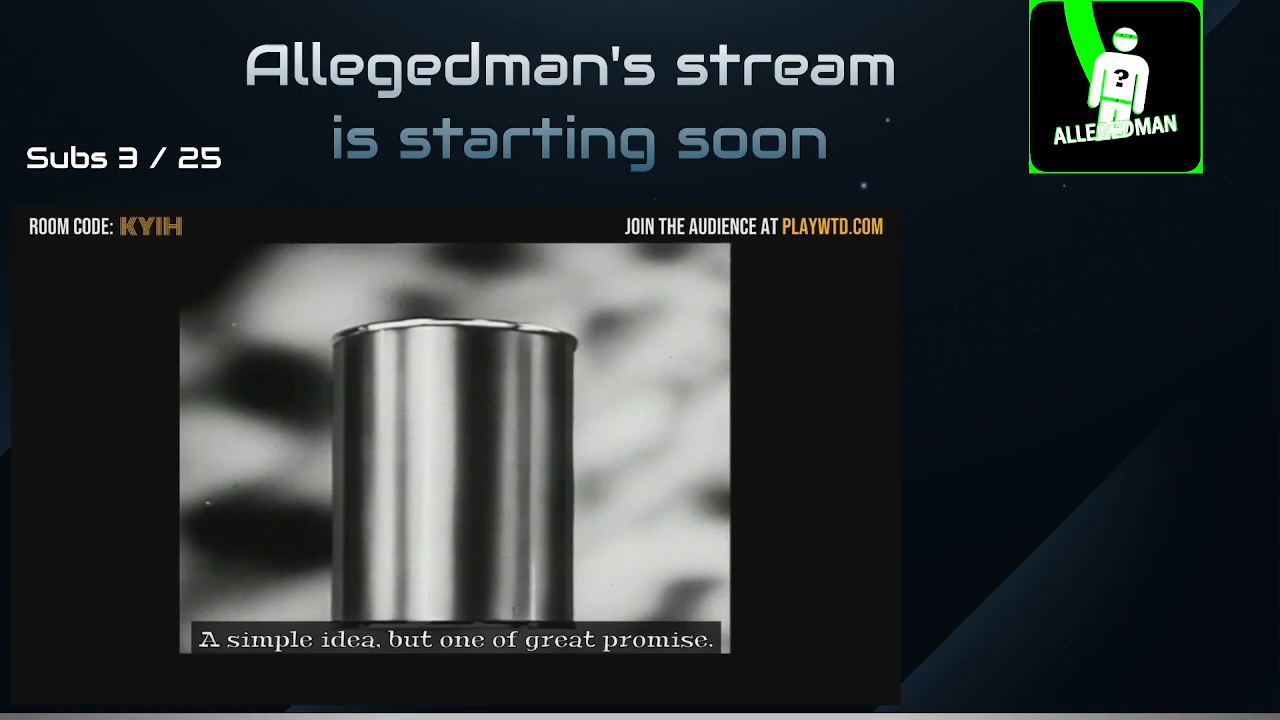 Allegedman's stream
is starting soon
?
ALLEGEDMAN
Subs 3 / 25
ROOM CODE: KYIH
JOIN THE AUDIENCE AT PLAYWTD.COM
A simple idea, but one of great promise.